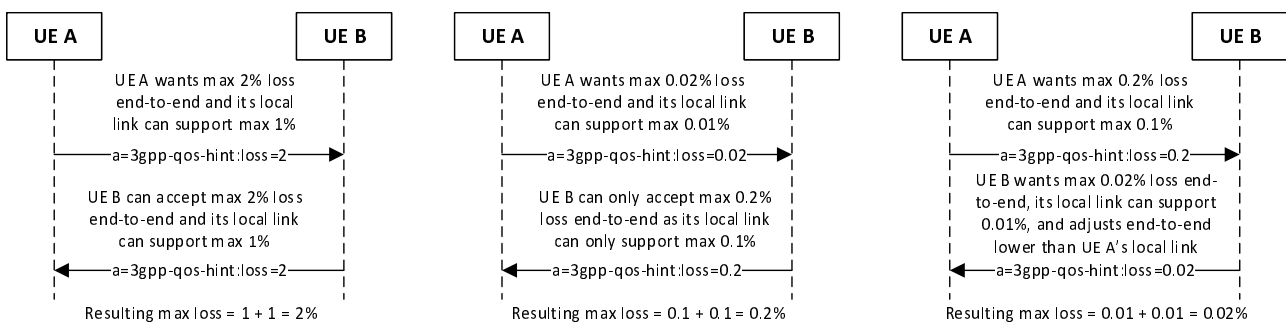 UE A
UE B
UE A wants max 2% loss
end-to-end and its local
link can support max 1%
a=3gpp-qos-hint:loss=2
UE B can accept max 2% loss
end-to-end and its local link
can support max 1%
a=3gpp-qos-hint:loss=2
Resulting max loss = 1 + 1 = 2%
UE A
UE B
UE A wants max 0.02% loss
end-to-end and its local link
can support max 0.01%
a=3gpp-qos-hint:loss=0.02
UE B can only accept max 0.2%
loss end-to-end as its local link
can only support max 0.1%
a=3gpp-qos-hint:loss=0.2
Resulting max loss = 0.1 + 0.1 = 0.2%
UE A
UE B
UE A wants max 0.2% loss
end-to-end and its local link
can support max 0.1%
a=3gpp-qos-hint:loss=0.2
UE B wants max 0.02% loss end-
to-end, its local link can support
0.01%, and adjusts end-to-end
lower than UE A’s local link
a=3gpp-qos-hint:loss=0.02
Resulting max loss = 0.01 + 0.01 = 0.02%